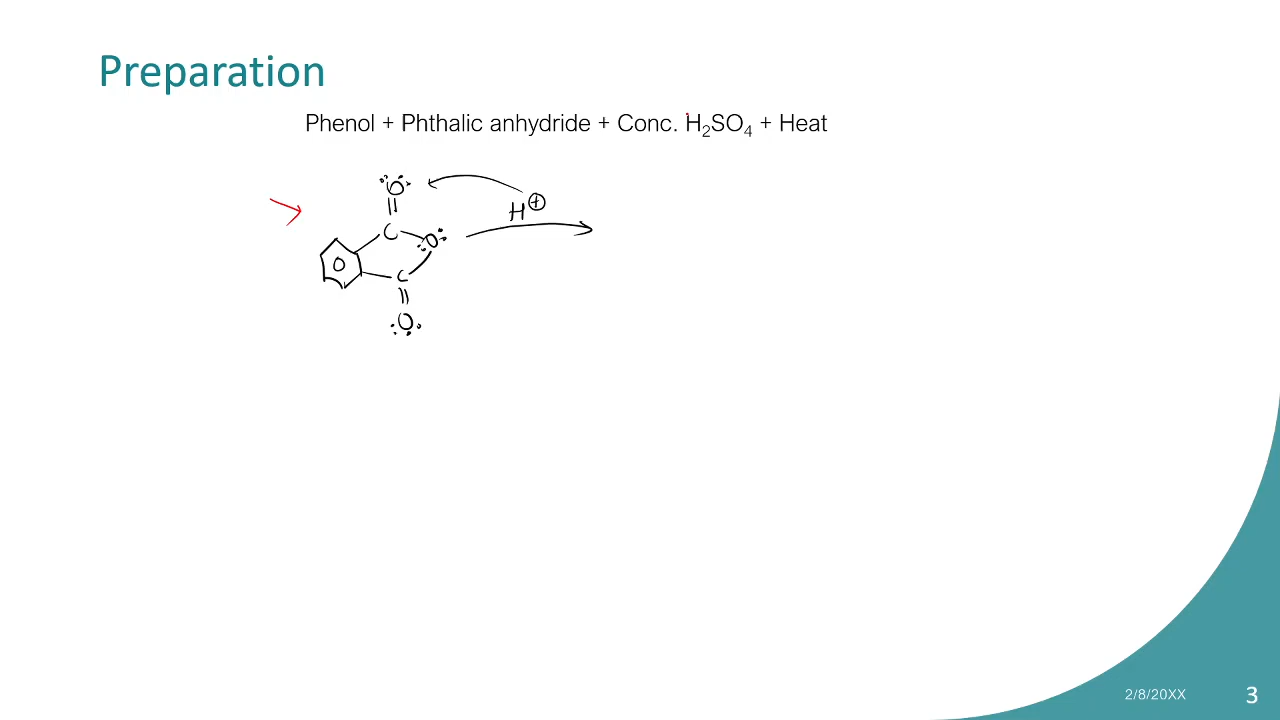 Preparation
Phenol + Phthalic anhydride + Conc. H₂SO₄ + Heat
O
H⊕
C
O
O
C
O
2/8/20XX
3